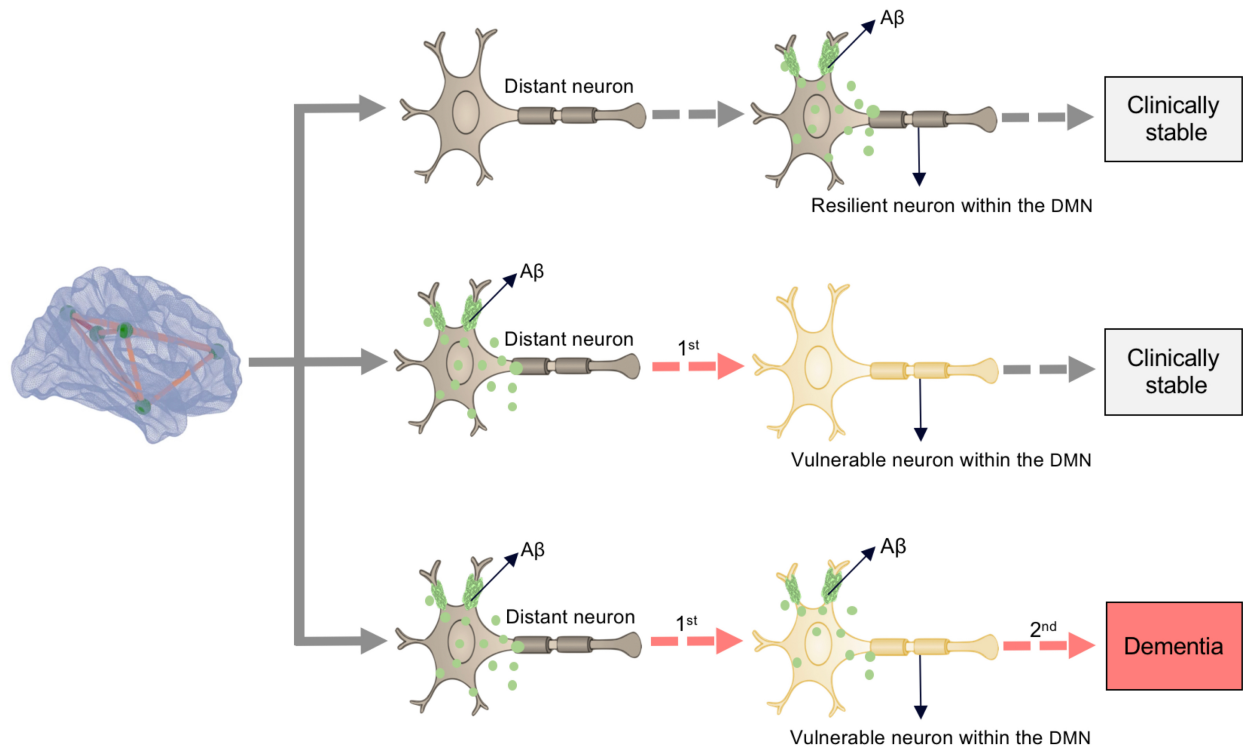 Aβ
Distant neuron
Clinically
stable
Resilient neuron within the DMN
Aβ
Distant neuron
1st
Clinically
stable
Vulnerable neuron within the DMN
Aβ
Aβ
Distant neuron
1st
2nd
Dementia
Vulnerable neuron within the DMN